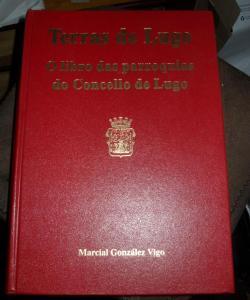 Terras de Lugo
O libro das parroquias
do Concello de Lugo
Marcial González Vigo